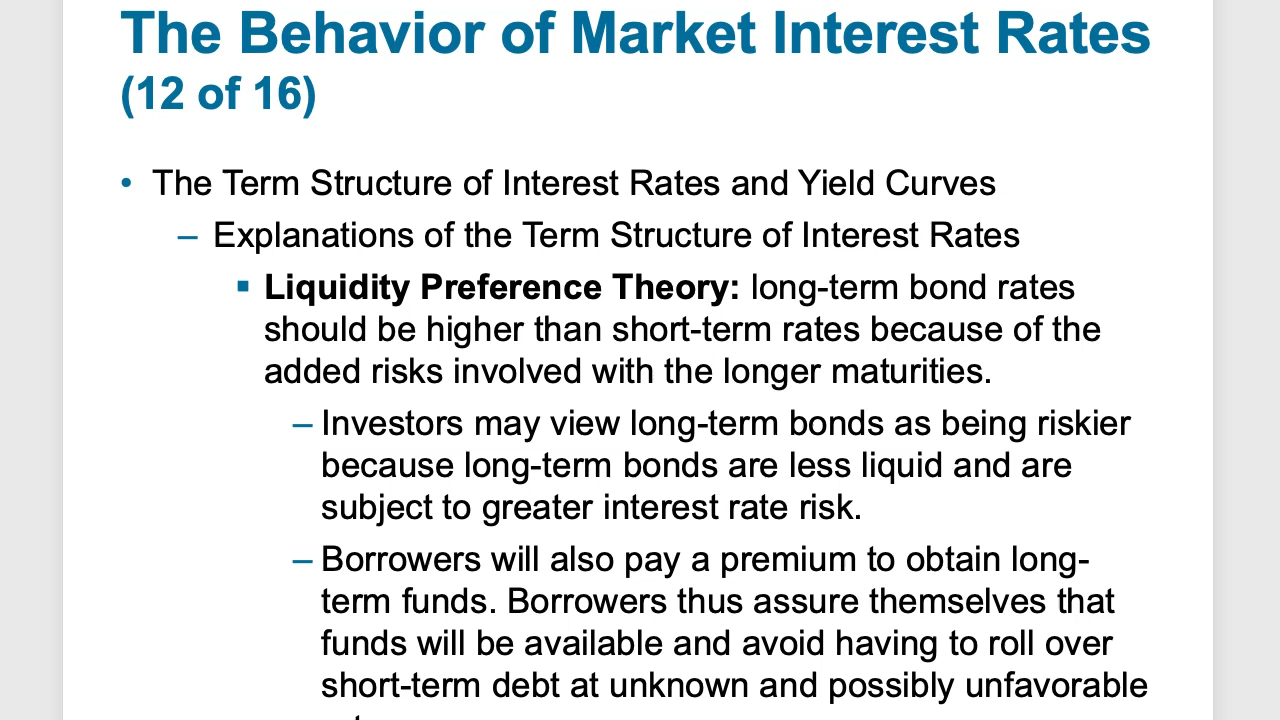 The Behavior of Market Interest Rates
(12 of 16)
• The Term Structure of Interest Rates and Yield Curves
– Explanations of the Term Structure of Interest Rates
▪ Liquidity Preference Theory: long-term bond rates
should be higher than short-term rates because of the
added risks involved with the longer maturities.
– Investors may view long-term bonds as being riskier
because long-term bonds are less liquid and are
subject to greater interest rate risk.
– Borrowers will also pay a premium to obtain long-
term funds. Borrowers thus assure themselves that
funds will be available and avoid having to roll over
short-term debt at unknown and possibly unfavorable